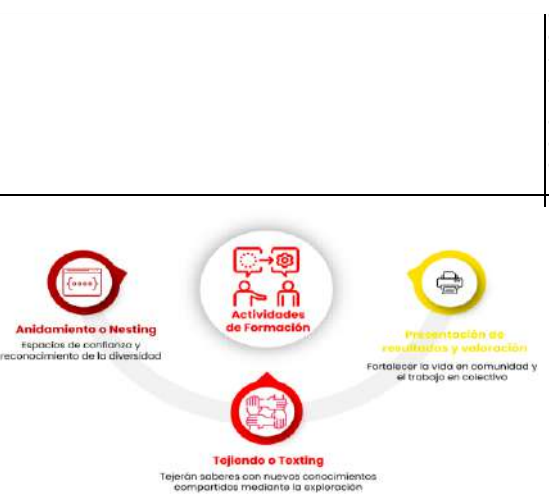 Actividades
de Formación
Anidamiento o Nesting
Espacios de confianza y
reconocimiento de la diversidad
Tejiendo o Texting
Tejerán saberes con nuevos conocimientos
compartidos mediante la exploración
Presentación de
resultados y valoración
Fortalecer la vida en comunidad y
el trabajo en colectivo